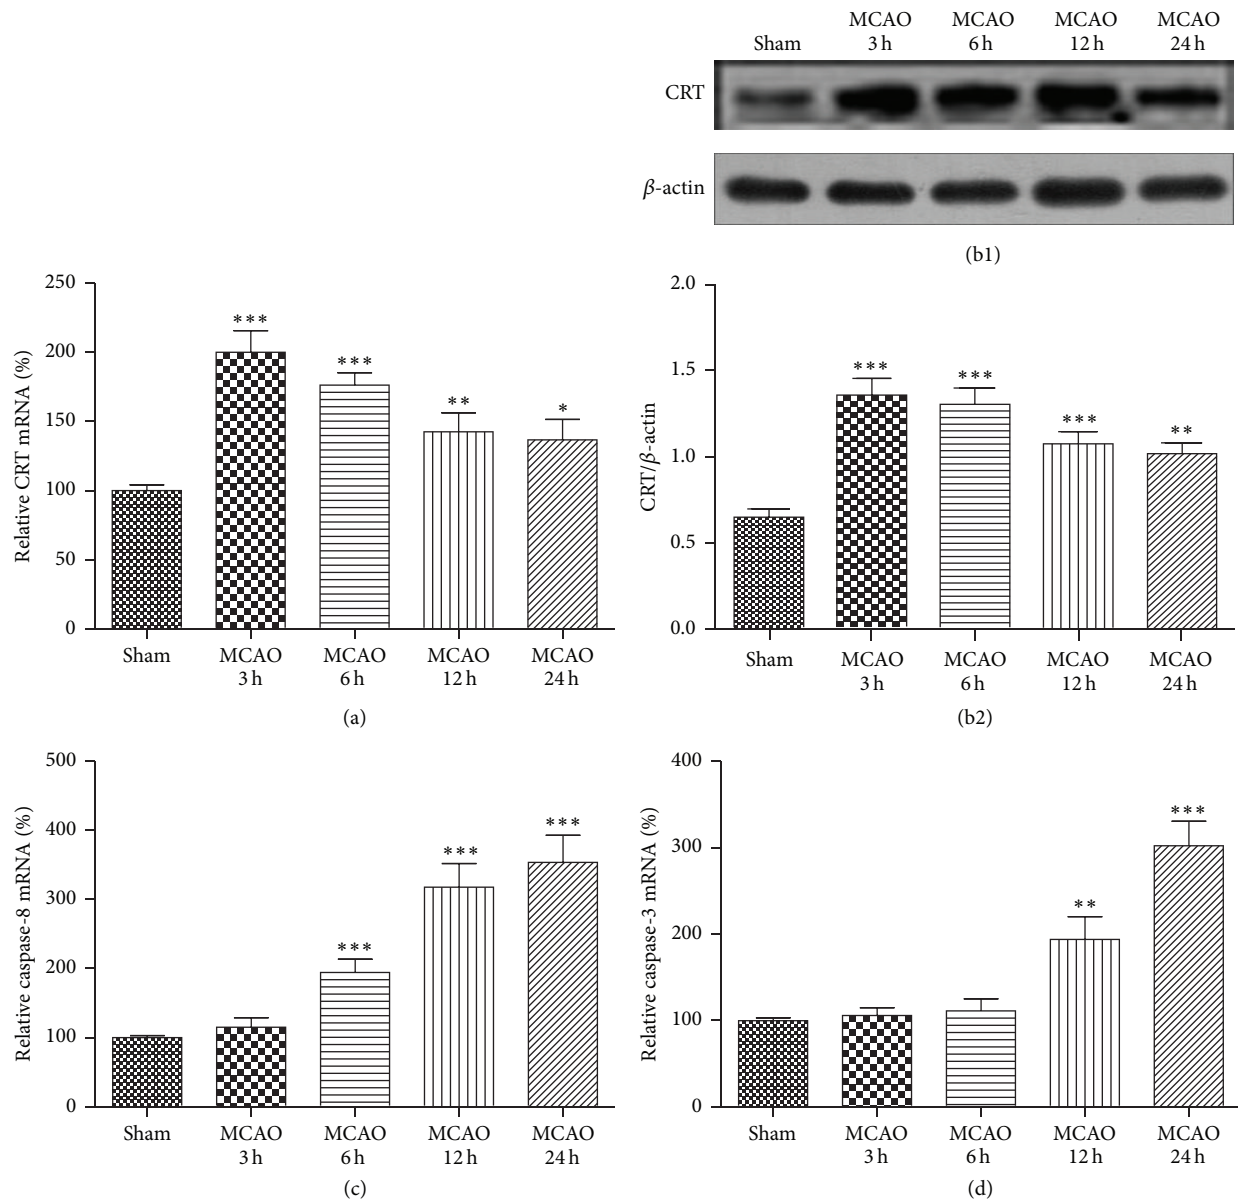 MCAO MCAO MCAO MCAO
Sham 3 h 6 h 12 h 24 h
CRT
β-actin
(b1)
Relative CRT mRNA (%)
250
200
150
100
50
0
***
***
**
*
Sham MCAO MCAO MCAO MCAO
3 h 6 h 12 h 24 h
(a)
CRT/β-actin
2.0
1.5
1.0
0.5
0.0
***
***
***
**
Sham MCAO MCAO MCAO MCAO
3 h 6 h 12 h 24 h
(b2)
Relative caspase-8 mRNA (%)
500
400
300
200
100
0
***
***
***
Sham MCAO MCAO MCAO MCAO
3 h 6 h 12 h 24 h
(c)
Relative caspase-3 mRNA (%)
400
300
200
100
0
**
***
Sham MCAO MCAO MCAO MCAO
3 h 6 h 12 h 24 h
(d)